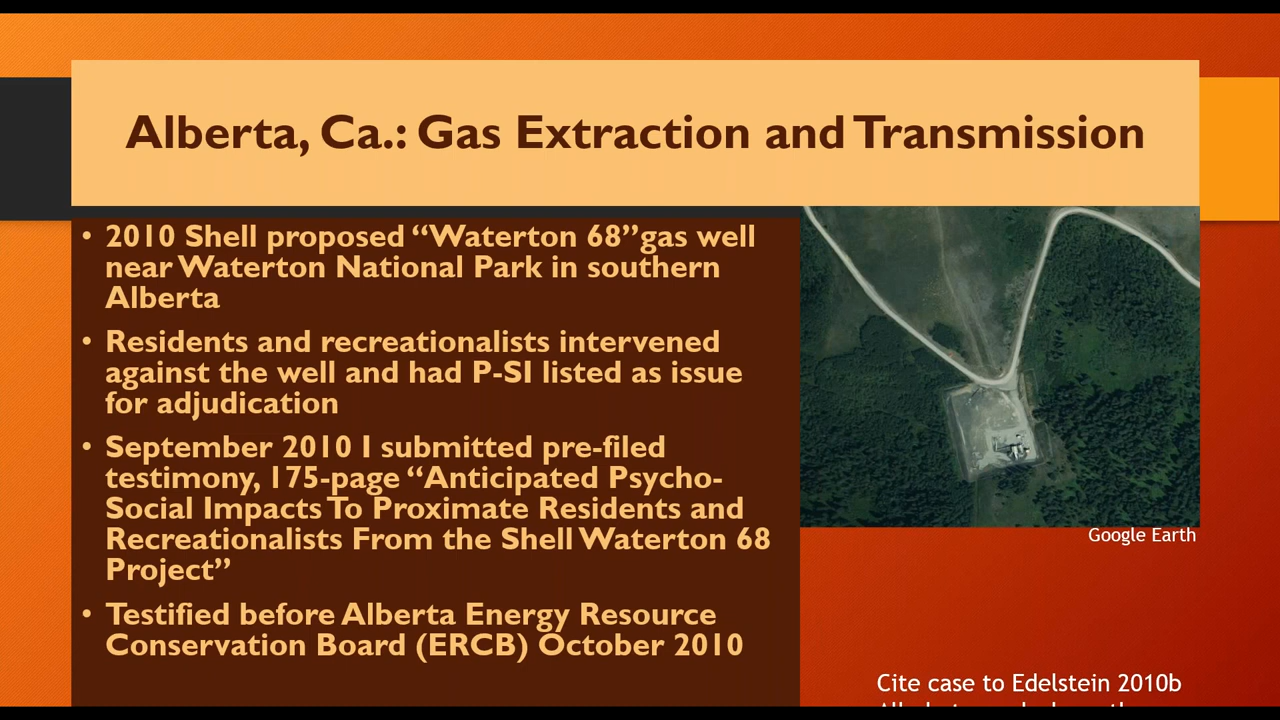 Alberta, Ca.: Gas Extraction and Transmission
• 2010 Shell proposed “Waterton 68”gas well
near Waterton National Park in southern
Alberta
• Residents and recreationalists intervened
against the well and had P-SI listed as issue
for adjudication
• September 2010 I submitted pre-filed
testimony, 175-page “Anticipated Psycho-
Social Impacts To Proximate Residents and
Recreationalists From the Shell Waterton 68
Project”
• Testified before Alberta Energy Resource
Conservation Board (ERCB) October 2010
Google Earth
Cite case to Edelstein 2010b